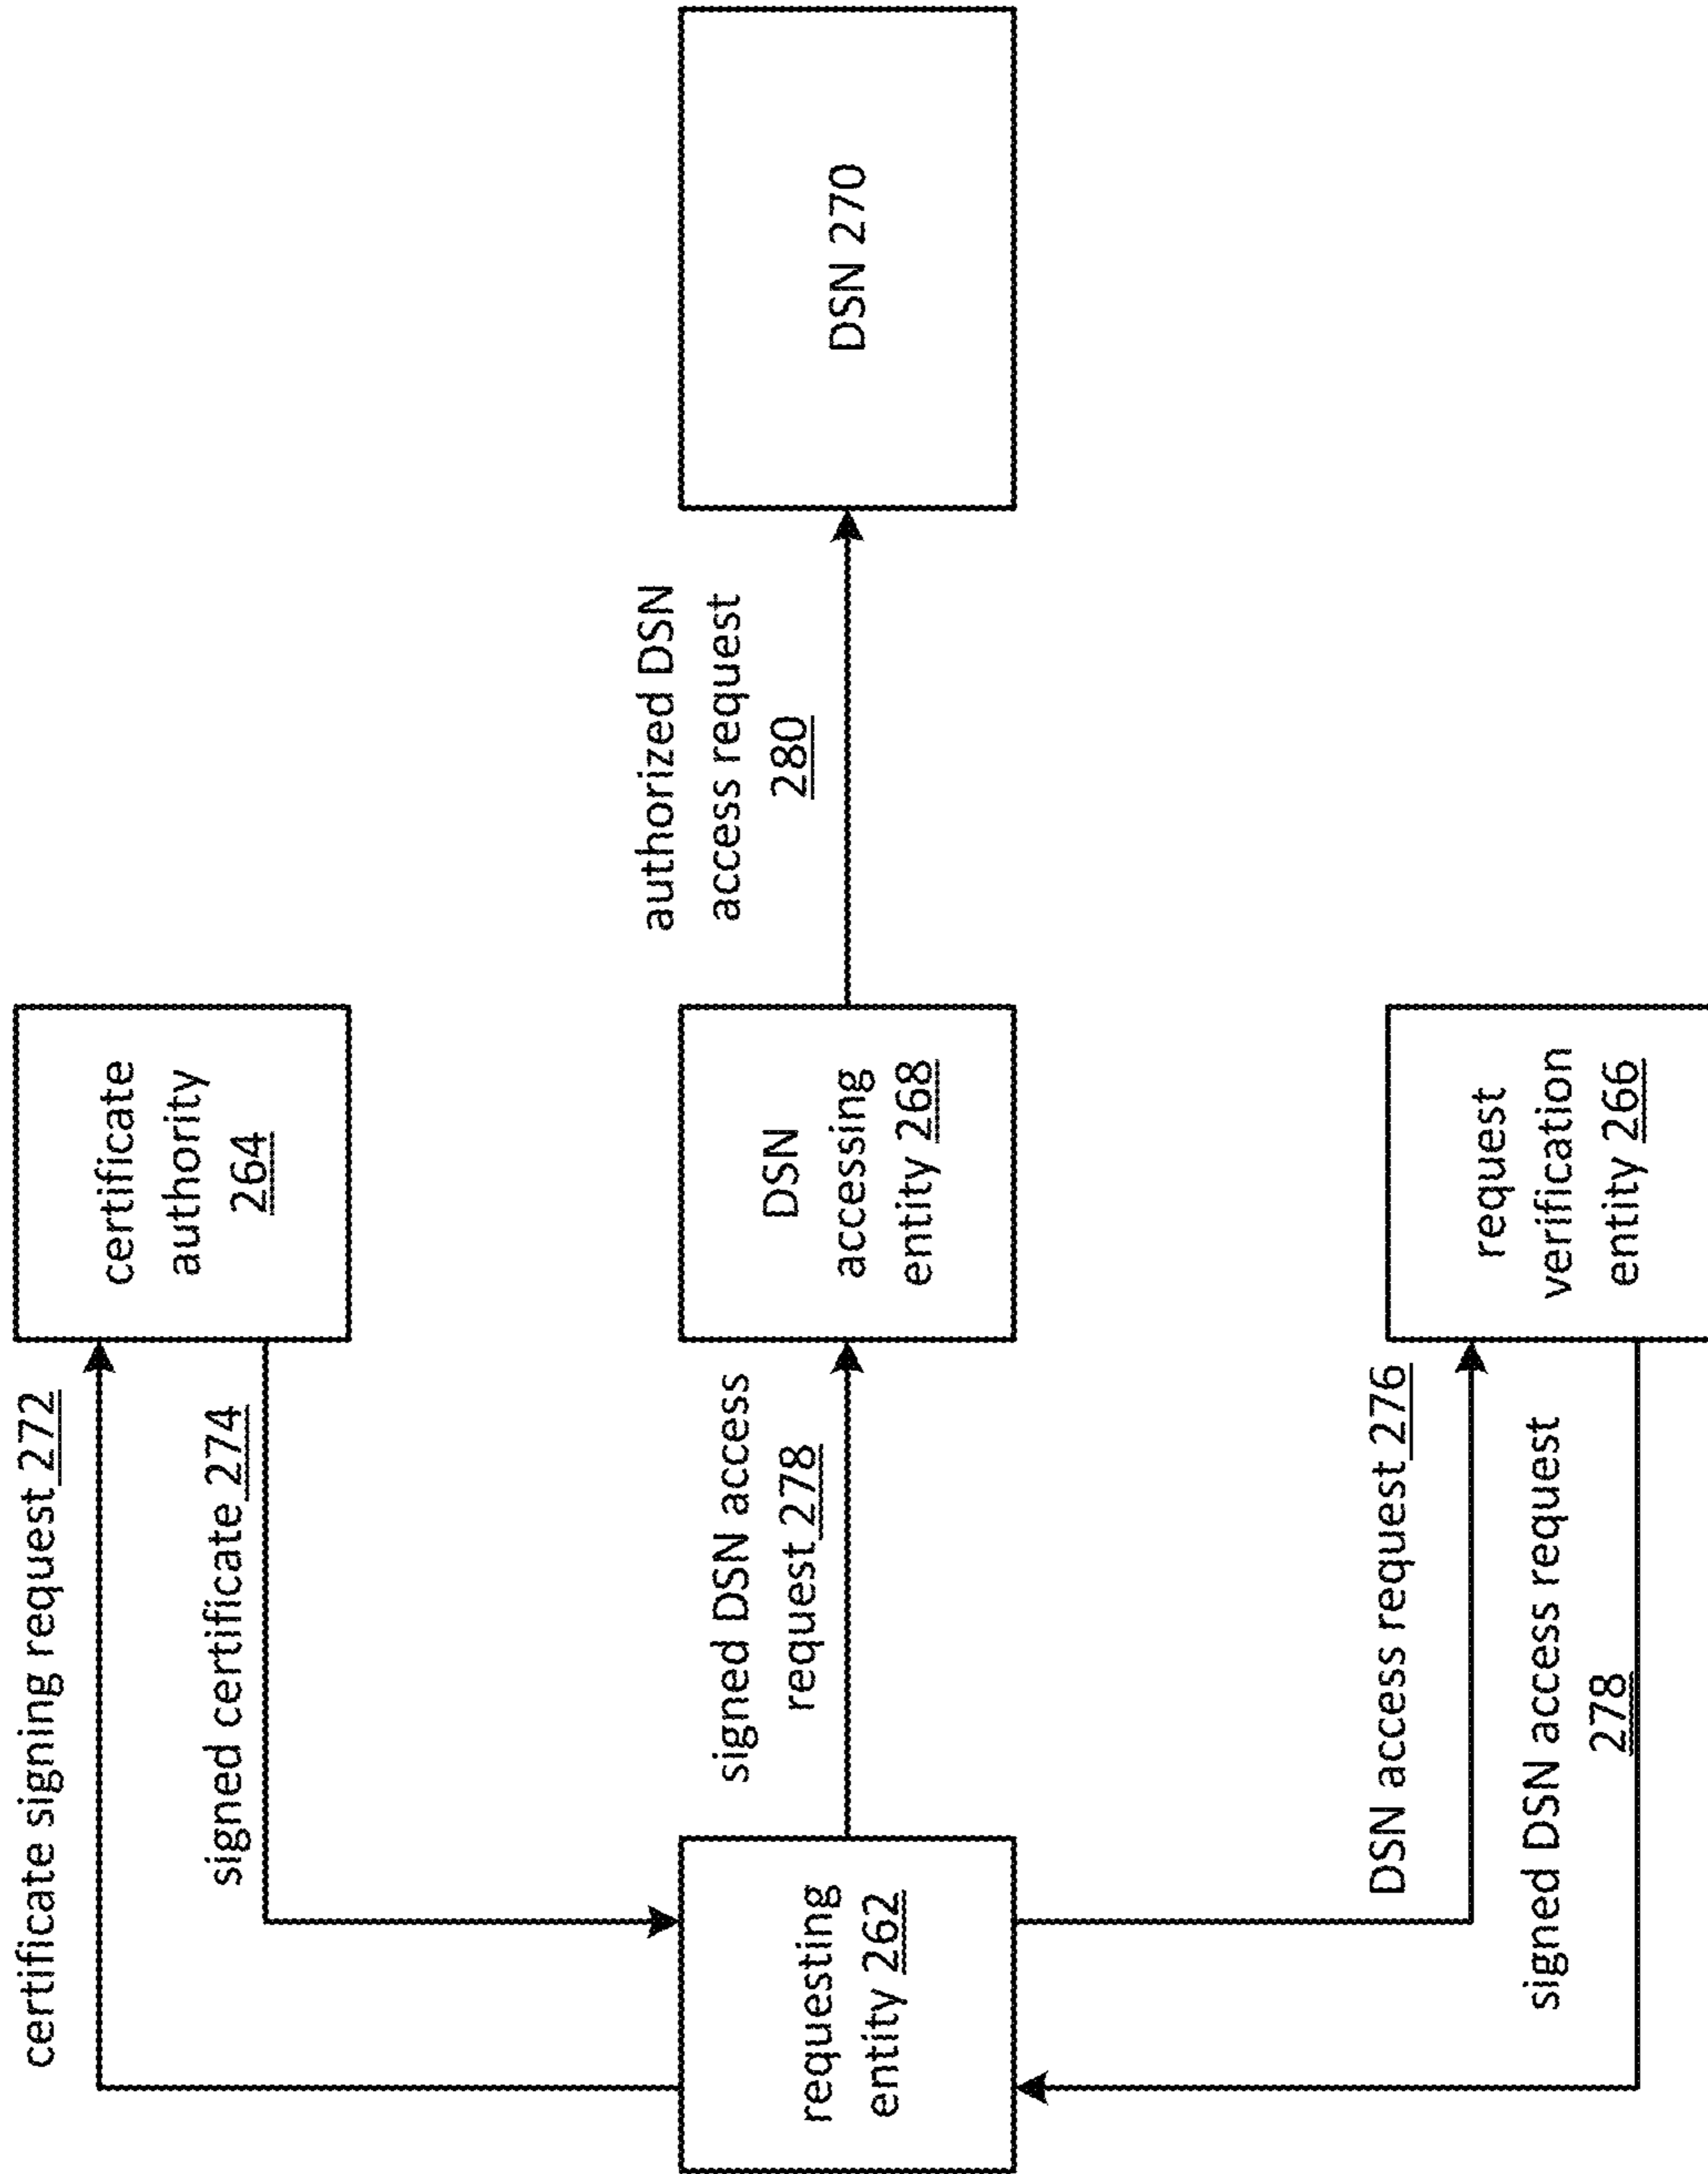 certificate signing request 272
certificate
authority
264
signed certificate 274
authorized DSN
access request
280
signed DSN access
request 278
requesting
entity 262
DSN
accessing
entity 268
DSN 270
DSN access request 276
request
verification
entity 266
signed DSN access request
278